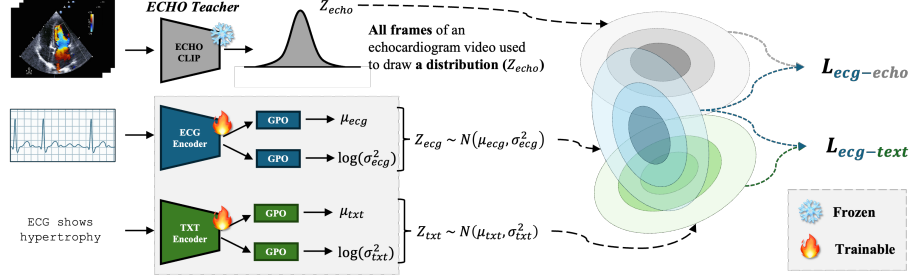 ECHO Teacher
ECHO
CLIP
Z_echo
All frames of an
echocardiogram video used
to draw a distribution (Z_echo)
ECG
Encoder
GPO
μ_ecg
GPO
log(σ²_ecg)
Z_ecg ~ N(μ_ecg, σ²_ecg)
ECG shows
hypertrophy
TXT
Encoder
GPO
μ_txt
GPO
log(σ²_txt)
Z_txt ~ N(μ_txt, σ²_txt)
L_ecg−echo
L_ecg−text
Frozen
Trainable